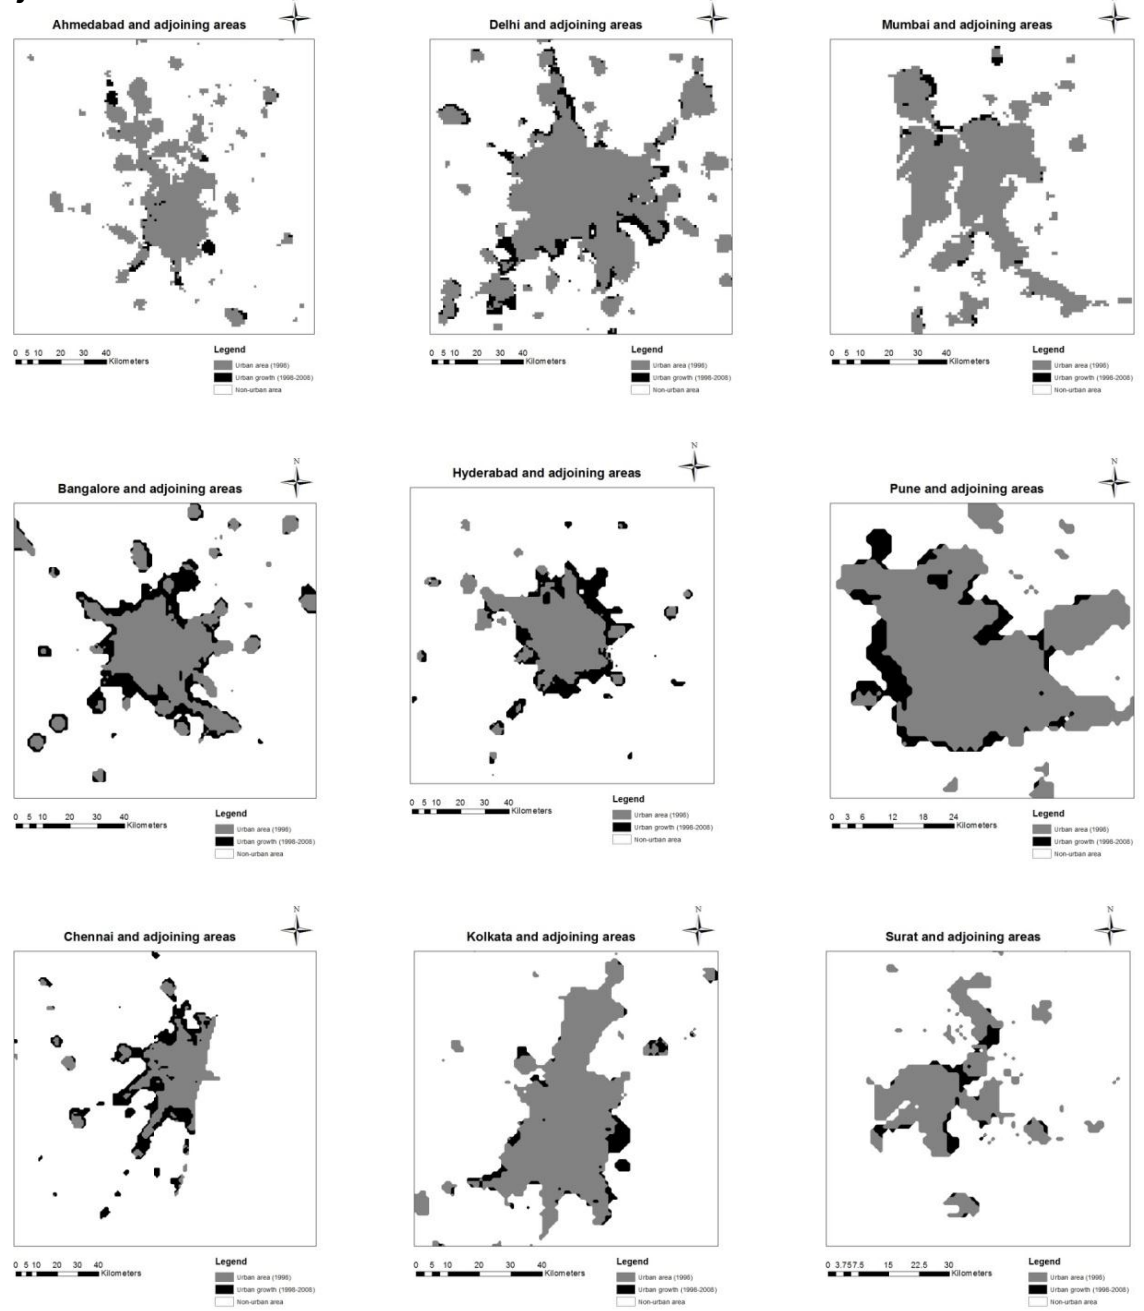 Ahmedabad and adjoining areas
Delhi and adjoining areas
Mumbai and adjoining areas
0 5 10 20 30 40 Kilometers
Legend
Urban area (1998)
Urban growth (1998-2008)
Non-urban area
0 5 10 20 30 40 Kilometers
Legend
Urban area (1998)
Urban growth (1998-2008)
Non-urban area
0 5 10 20 30 40 Kilometers
Legend
Urban area (1998)
Urban growth (1998-2008)
Non-urban area
N
Bangalore and adjoining areas
N
Hyderabad and adjoining areas
N
Pune and adjoining areas
0 5 10 20 30 40 Kilometers
Legend
Urban area (1998)
Urban growth (1998-2008)
Non-urban area
0 5 10 20 30 40 Kilometers
Legend
Urban area (1998)
Urban growth (1998-2008)
Non-urban area
0 3 6 12 18 24 Kilometers
Legend
Urban area (1998)
Urban growth (1998-2008)
Non-urban area
N
Chennai and adjoining areas
N
Kolkata and adjoining areas
N
Surat and adjoining areas
0 5 10 20 30 40 Kilometers
Legend
Urban area (1998)
Urban growth (1998-2008)
Non-urban area
0 5 10 20 30 40 Kilometers
Legend
Urban area (1998)
Urban growth (1998-2008)
Non-urban area
0 3.757.5 15 22.5 30 Kilometers
Legend
Urban area (1998)
Urban growth (1998-2008)
Non-urban area